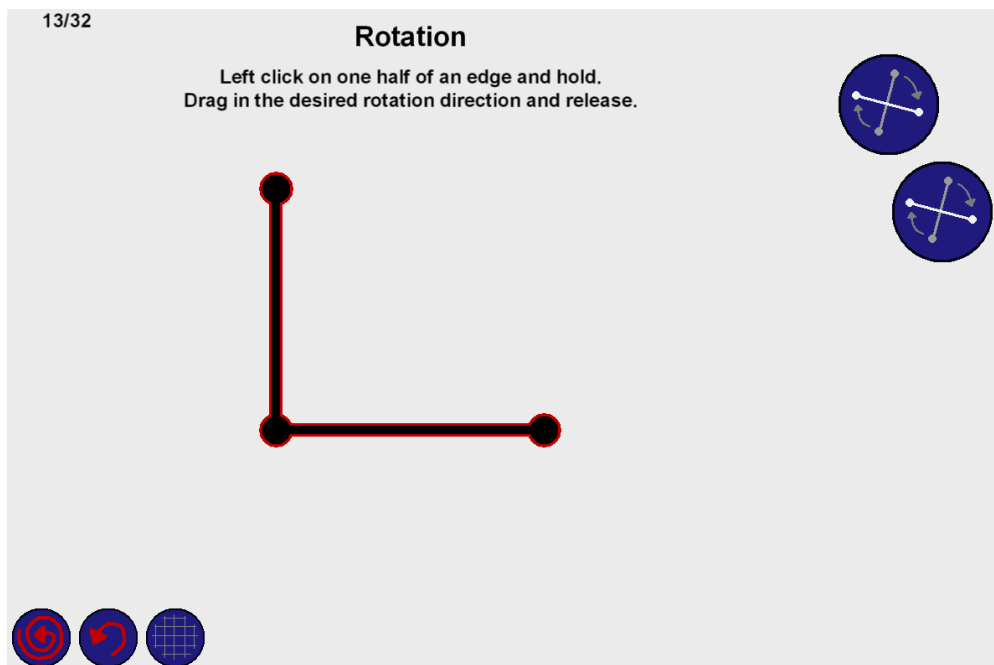 13/32
Rotation
Left click on one half of an edge and hold.
Drag in the desired rotation direction and release.